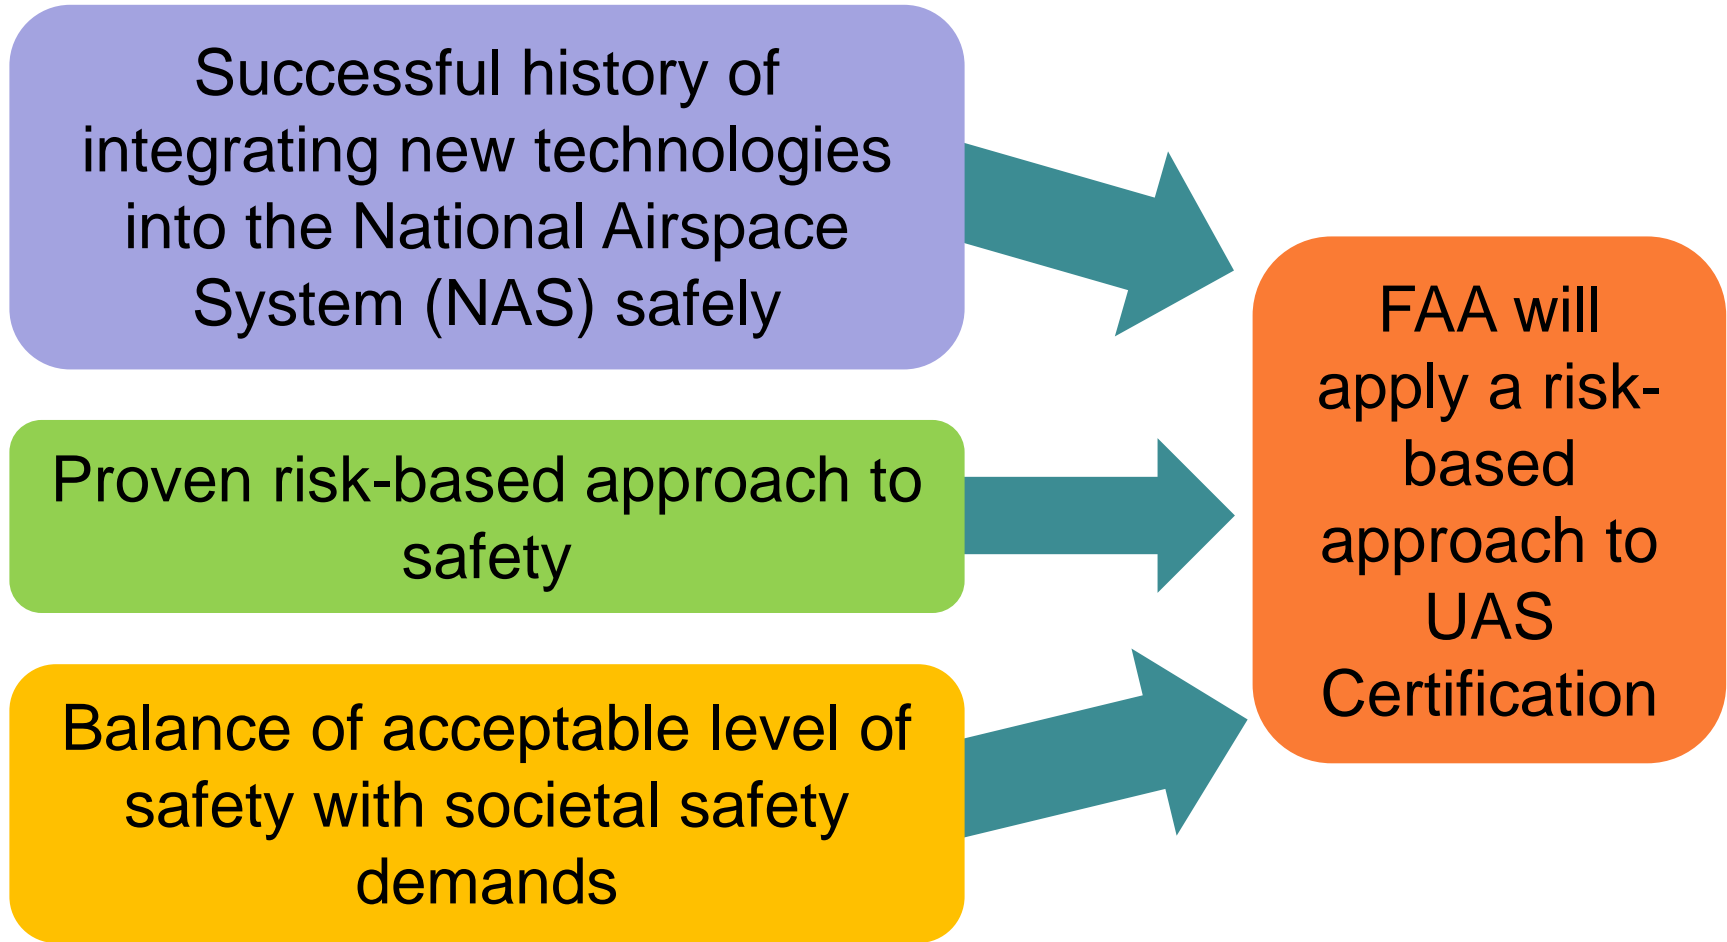 Successful history of
integrating new technologies
into the National Airspace
System (NAS) safely
Proven risk-based approach to
safety
Balance of acceptable level of
safety with societal safety
demands
FAA will
apply a risk-
based
approach to
UAS
Certification